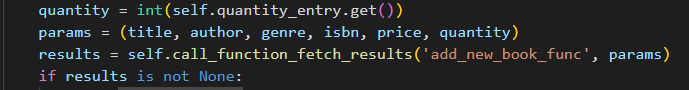 quantity = int(self.quantity_entry.get())
params = (title, author, genre, isbn, price, quantity)
results = self.call_function_fetch_results('add_new_book_func', params)
if results is not None: